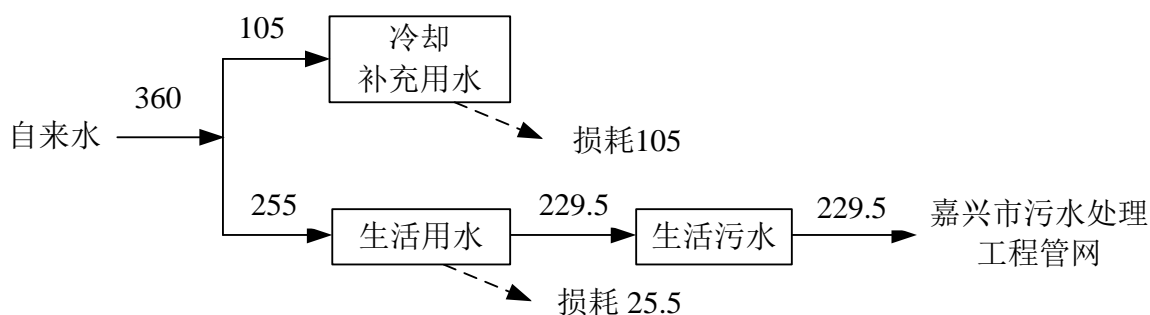 105
冷却
补充用水
360
自来水
损耗105
255
生活用水
229.5
生活污水
229.5
嘉兴市污水处理
工程管网
损耗 25.5